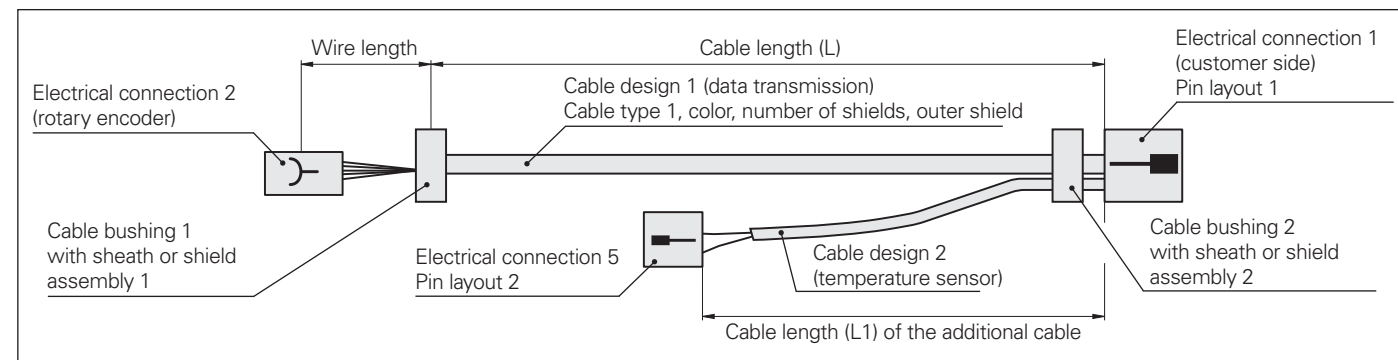 Wire length
Cable length (L)
Electrical connection 1
(customer side)
Pin layout 1
Cable design 1 (data transmission)
Cable type 1, color, number of shields, outer shield
Electrical connection 2
(rotary encoder)
Cable bushing 1
with sheath or shield
assembly 1
Electrical connection 5
Pin layout 2
Cable design 2
(temperature sensor)
Cable bushing 2
with sheath or shield
assembly 2
Cable length (L1) of the additional cable